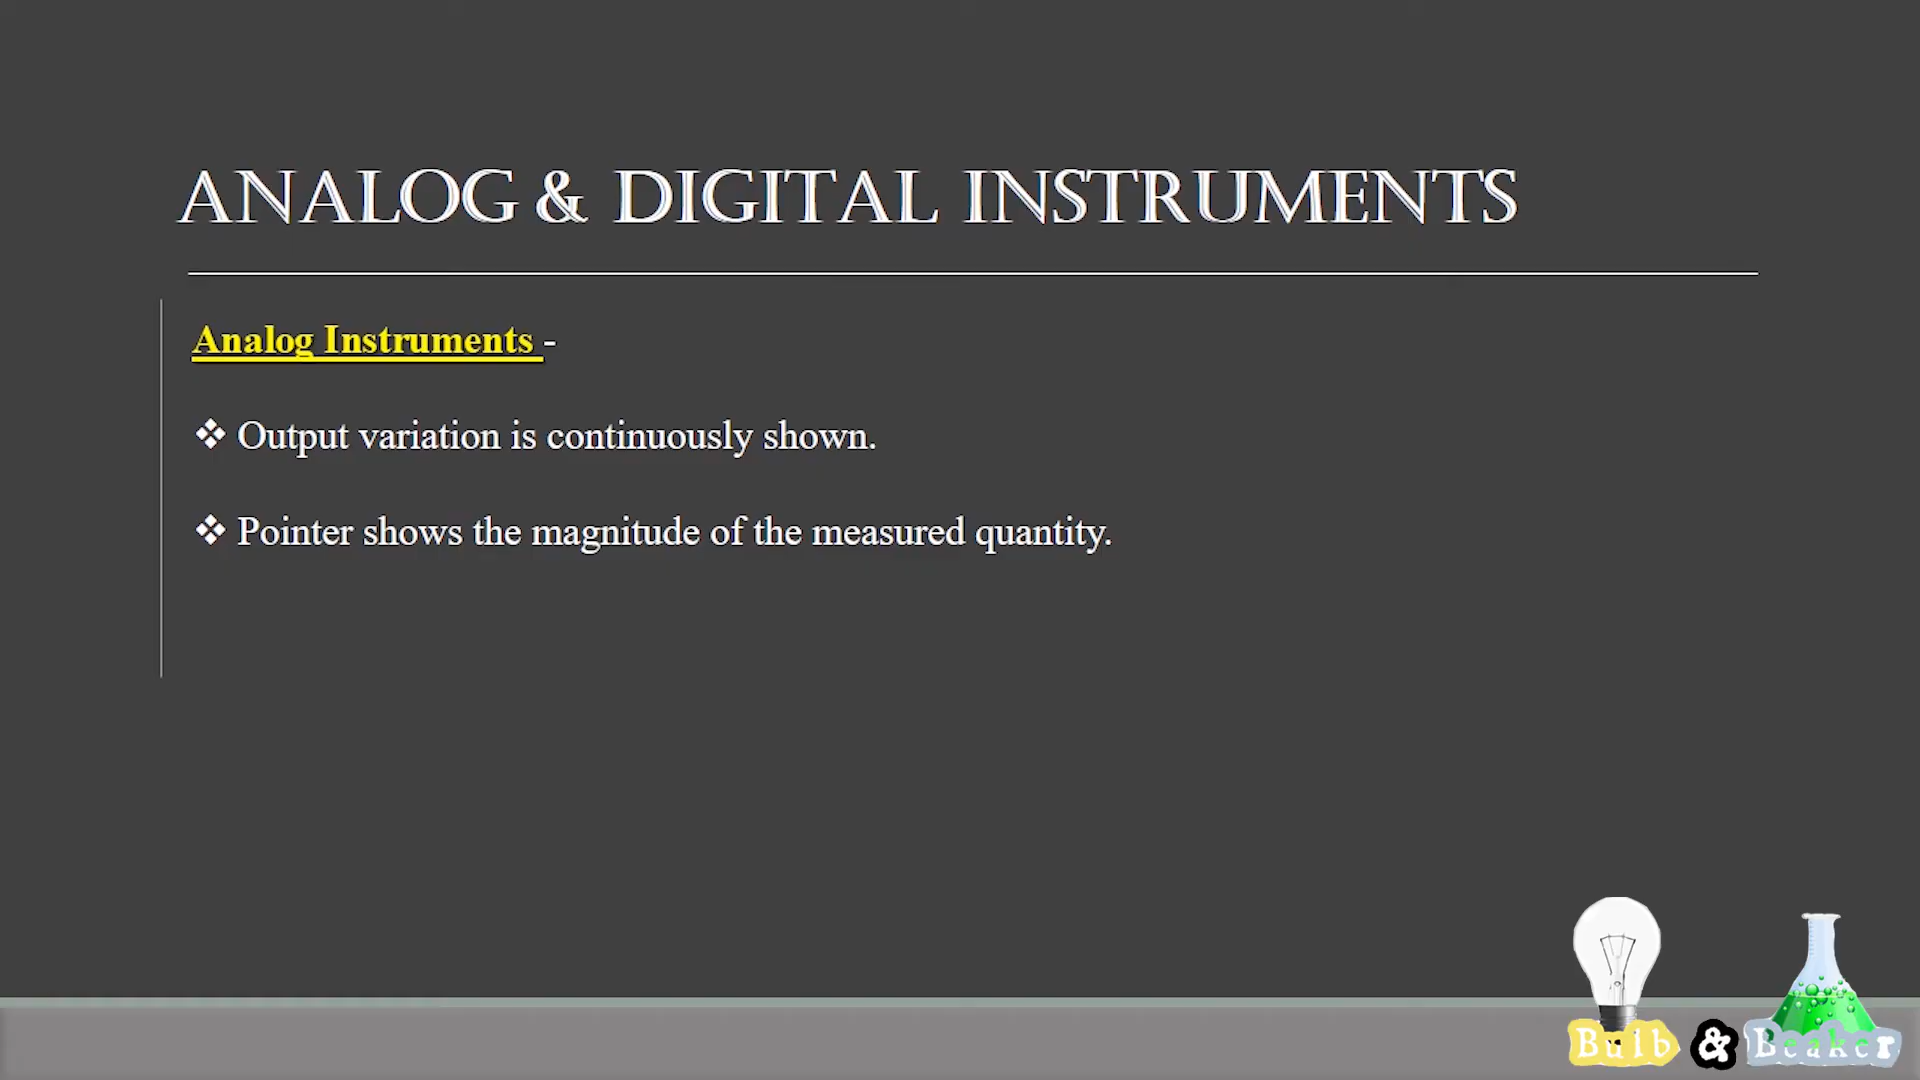 ANALOG & DIGITAL INSTRUMENTS
Analog Instruments -
❖ Output variation is continuously shown.
❖ Pointer shows the magnitude of the measured quantity.
Bulb & Beaker